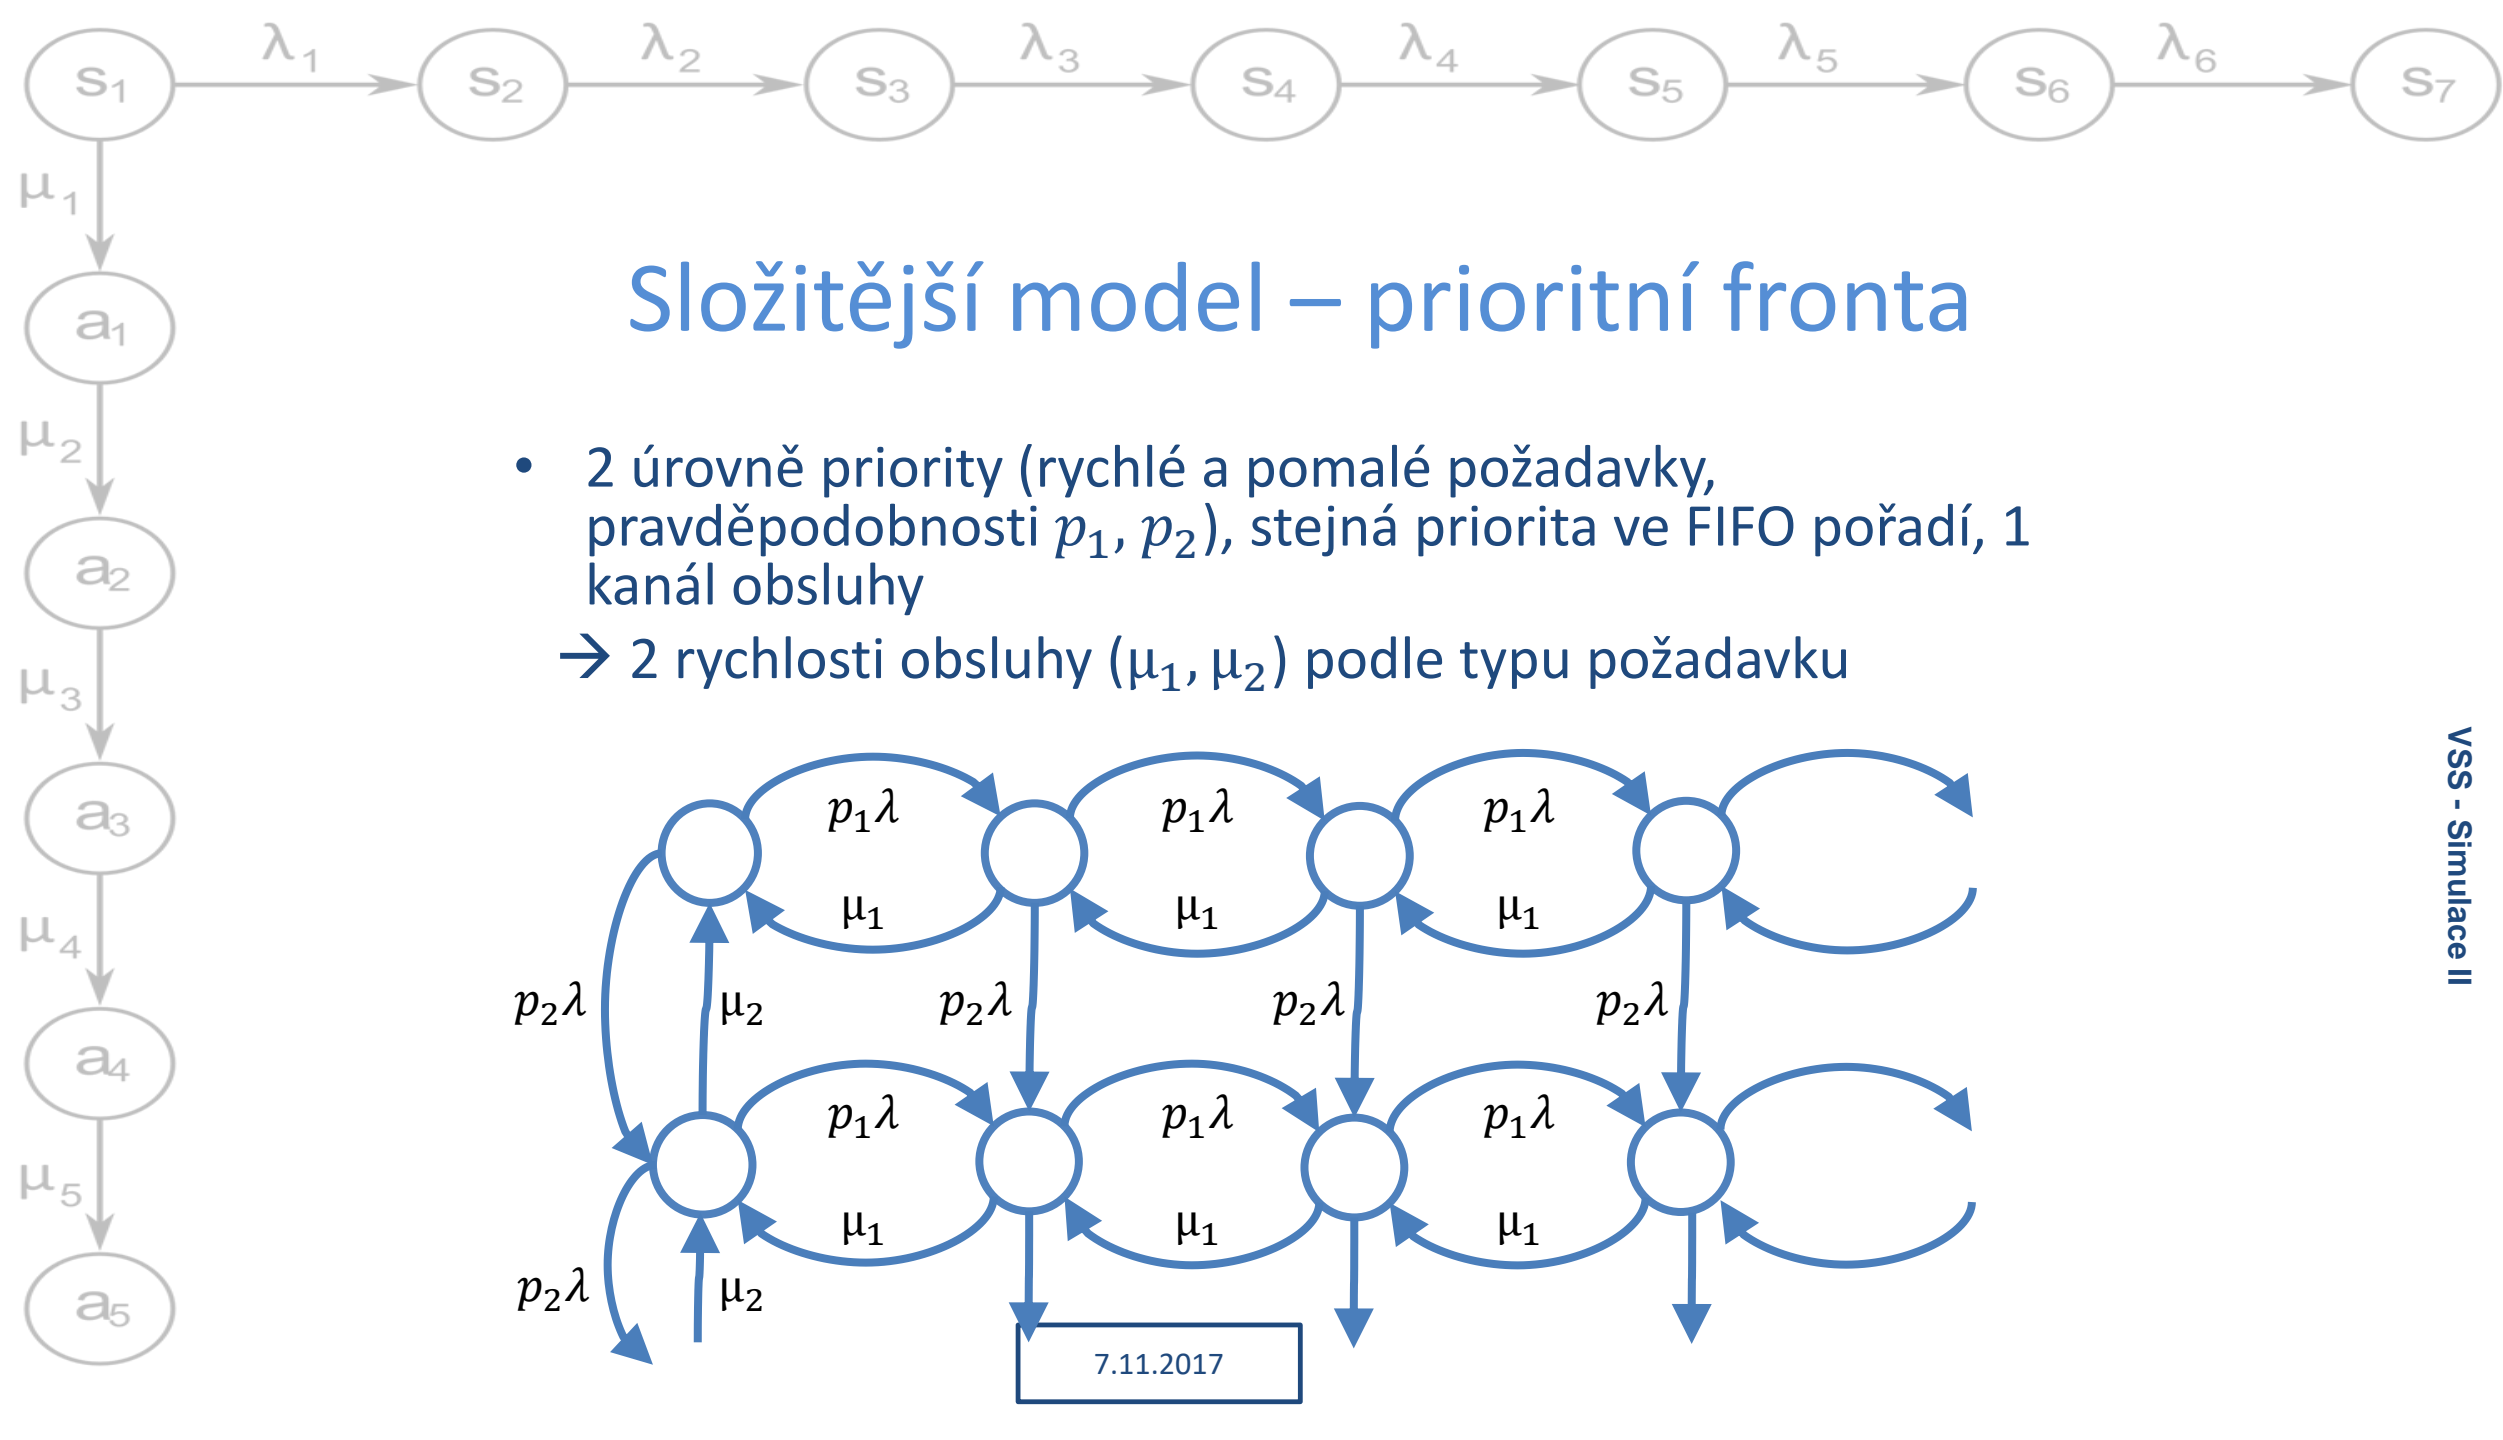 s1 λ1 s2 λ2 s3 λ3 s4 λ4 s5 λ5 s6 λ6 s7
μ1
a1
μ2
a2
μ3
a3
μ4
a4
μ5
a5
Složitější model – prioritní fronta
• 2 úrovně priority (rychlé a pomalé požadavky,
pravděpodobnosti p1, p2), stejná priorita ve FIFO pořadí, 1
kanál obsluhy
→ 2 rychlosti obsluhy (μ1, μ2) podle typu požadavku
p1λ p1λ p1λ
μ1 μ1 μ1
p2λ μ2 p2λ p2λ p2λ
p1λ p1λ p1λ
μ1 μ1 μ1
p2λ μ2
7.11.2017
VSS - Simulace II